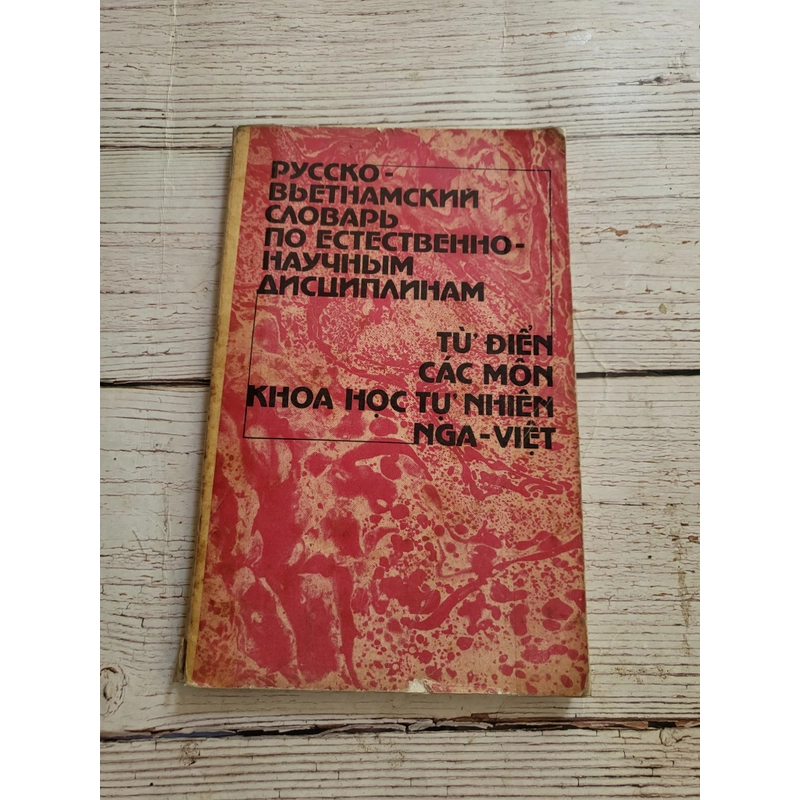 РУССКО-
ВЬЕТНАМСКИЙ
СЛОВАРЬ
ПО ЕСТЕСТВЕННО-
НАУЧНЫМ
ДИСЦИПЛИНАМ
TỪ ĐIỂN
CÁC MÔN
KHOA HỌC TỰ NHIÊN
NGA-VIỆT